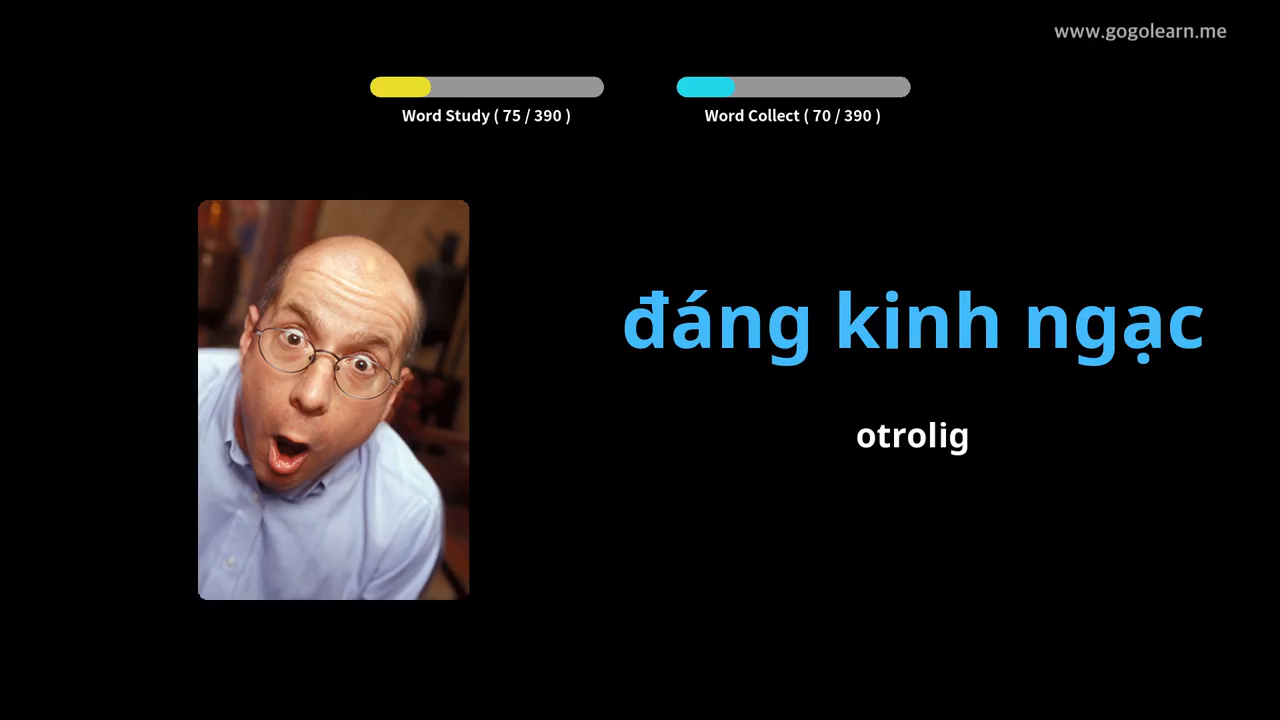 www.gogolearn.me
Word Study ( 75 / 390 )
Word Collect ( 70 / 390 )
đáng kinh ngạc
otrolig